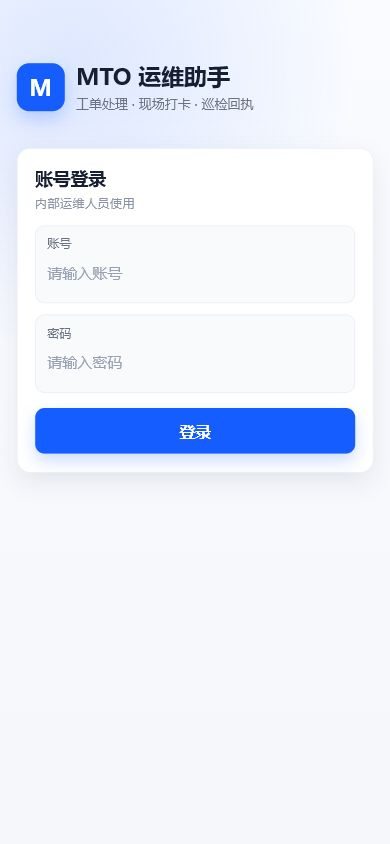 M
MTO 运维助手
工单处理 · 现场打卡 · 巡检回执
账号登录
内部运维人员使用
账号
请输入账号
密码
请输入密码
登录